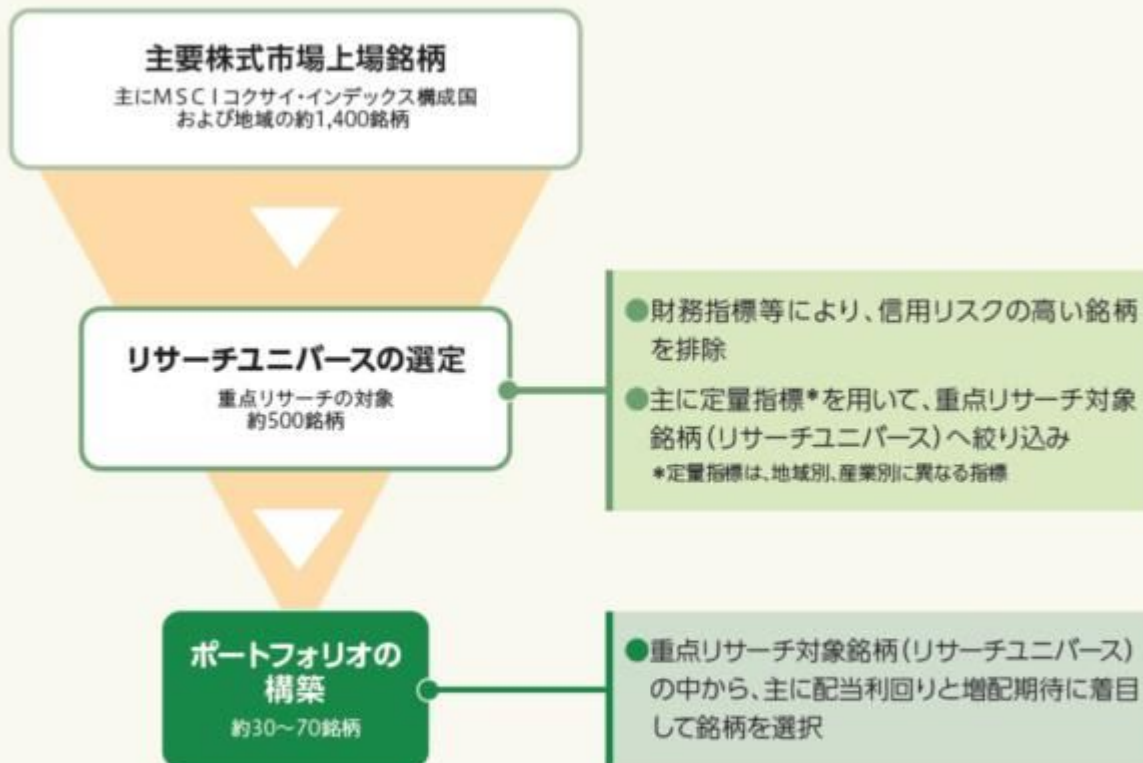 主要株式市場上場銘柄
主にMSCIコクサイ・インデックス構成国
および地域の約1,400銘柄
リサーチユニバースの選定
重点リサーチの対象
約500銘柄
●財務指標等により、信用リスクの高い銘柄
を排除
●主に定量指標*を用いて、重点リサーチ対象
銘柄(リサーチユニバース)へ絞り込み
*定量指標は、地域別、産業別に異なる指標
ポートフォリオの
構築
約30～70銘柄
●重点リサーチ対象銘柄(リサーチユニバース)
の中から、主に配当利回りと増配期待に着目
して銘柄を選択